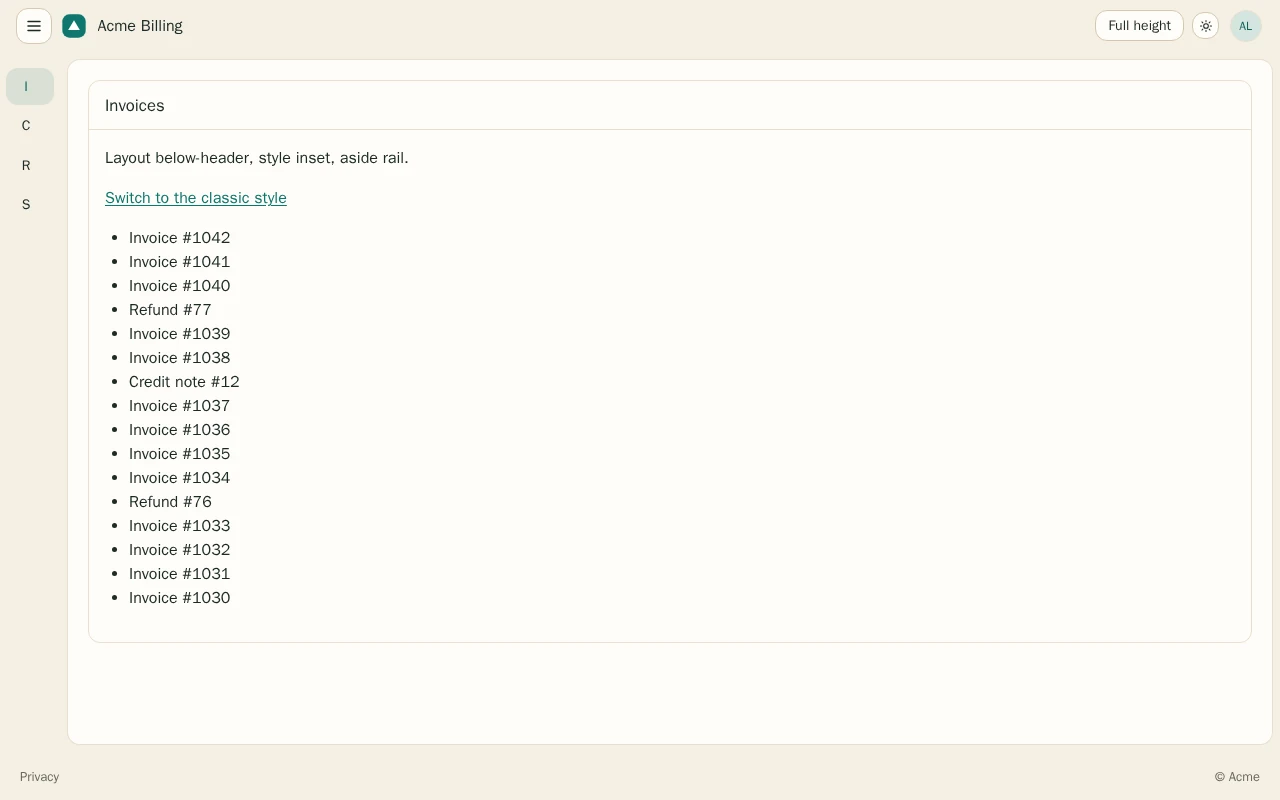 Acme Billing
Full height
AL
I
C
R
S
Invoices
Layout below-header, style inset, aside rail.
Switch to the classic style
Invoice #1042
Invoice #1041
Invoice #1040
Refund #77
Invoice #1039
Invoice #1038
Credit note #12
Invoice #1037
Invoice #1036
Invoice #1035
Invoice #1034
Refund #76
Invoice #1033
Invoice #1032
Invoice #1031
Invoice #1030
Privacy
© Acme